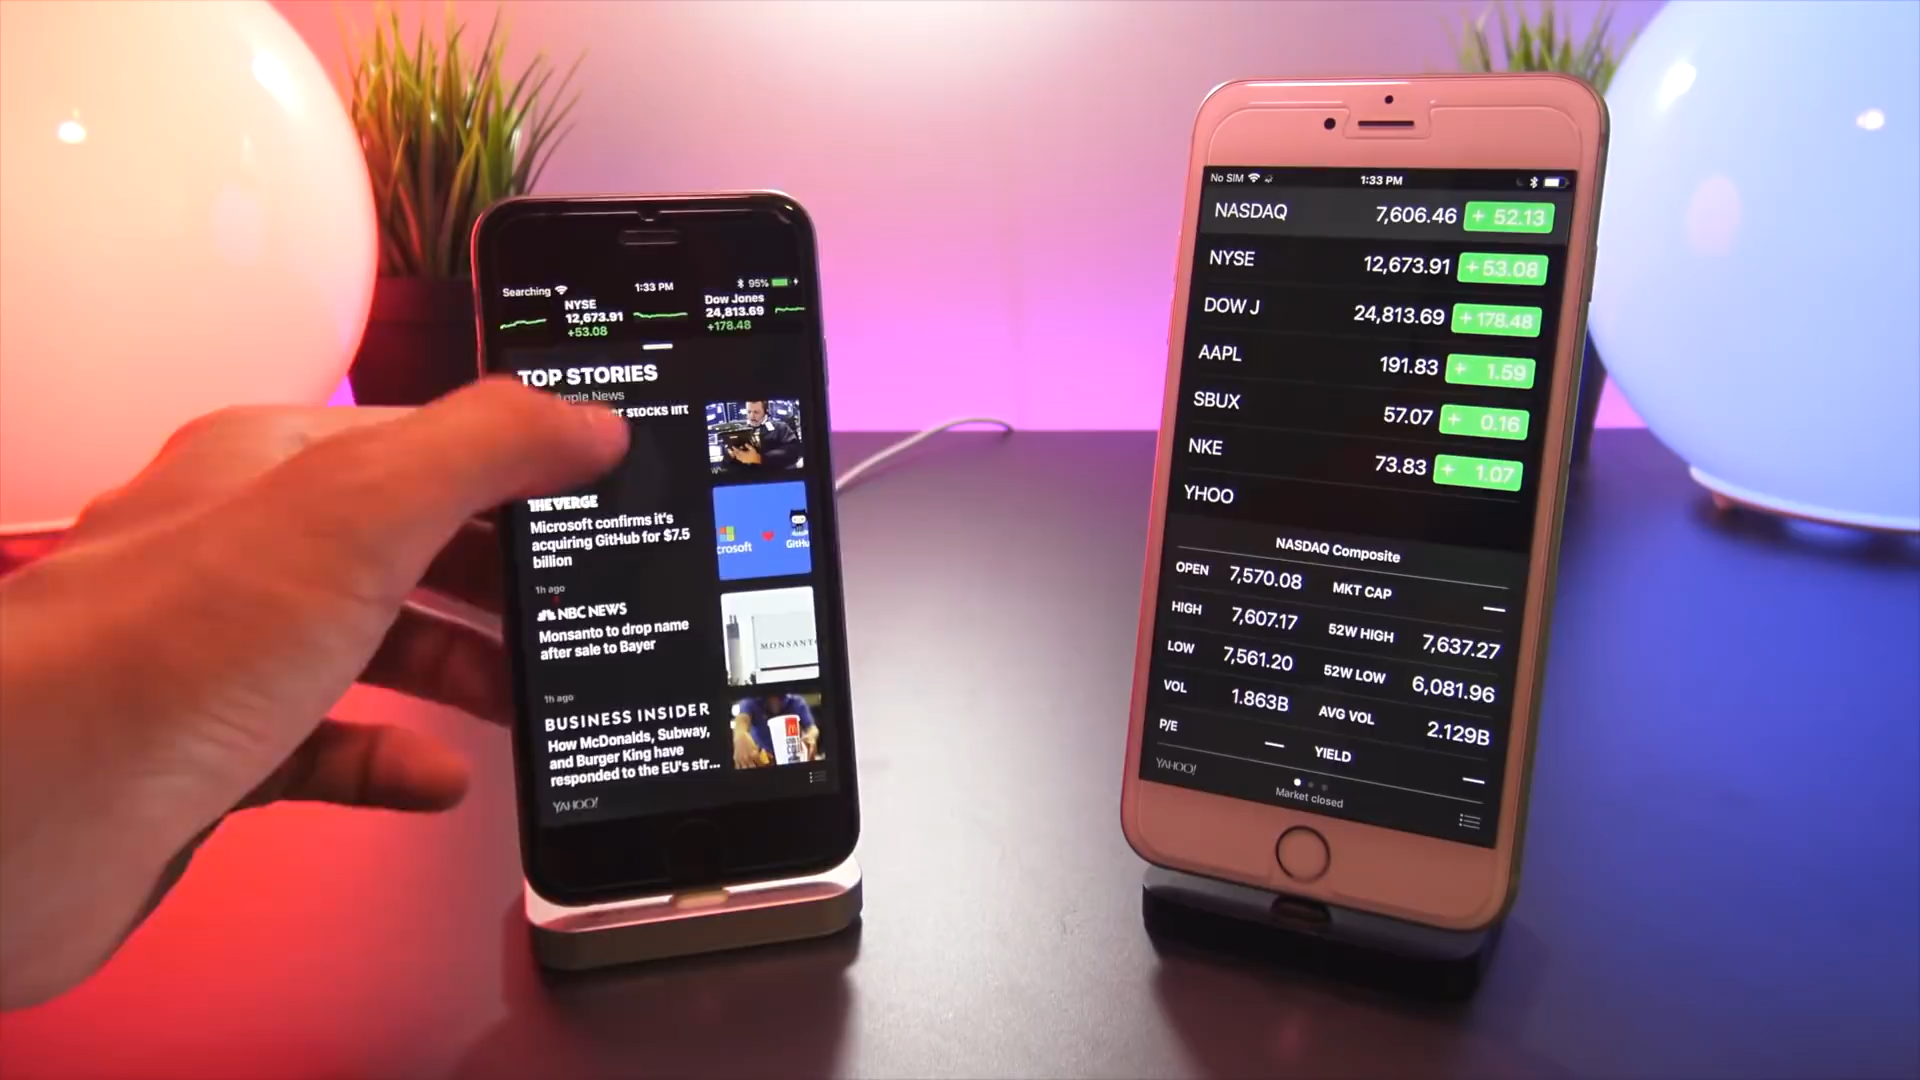 Searching
1:33 PM
95%
NYSE
12,673.91
+53.08
Dow Jones
24,813.69
+178.48
TOP STORIES
Apple News
stocks lift
THE VERGE
Microsoft confirms it's
acquiring GitHub for $7.5
billion
crosoft
GitHu
1h ago
NBC NEWS
Monsanto to drop name
after sale to Bayer
MONSANTO
1h ago
BUSINESS INSIDER
How McDonalds, Subway,
and Burger King have
responded to the EU's str...
YAHOO!
No SIM
1:33 PM
NASDAQ 7,606.46 + 52.13
NYSE 12,673.91 + 53.08
DOW J 24,813.69 + 178.48
AAPL 191.83 + 1.59
SBUX 57.07 + 0.16
NKE 73.83 + 1.07
YHOO
NASDAQ Composite
OPEN 7,570.08 MKT CAP —
HIGH 7,607.17 52W HIGH 7,637.27
LOW 7,561.20 52W LOW 6,081.96
VOL 1.863B AVG VOL 2.129B
P/E — YIELD —
YAHOO!
Market closed